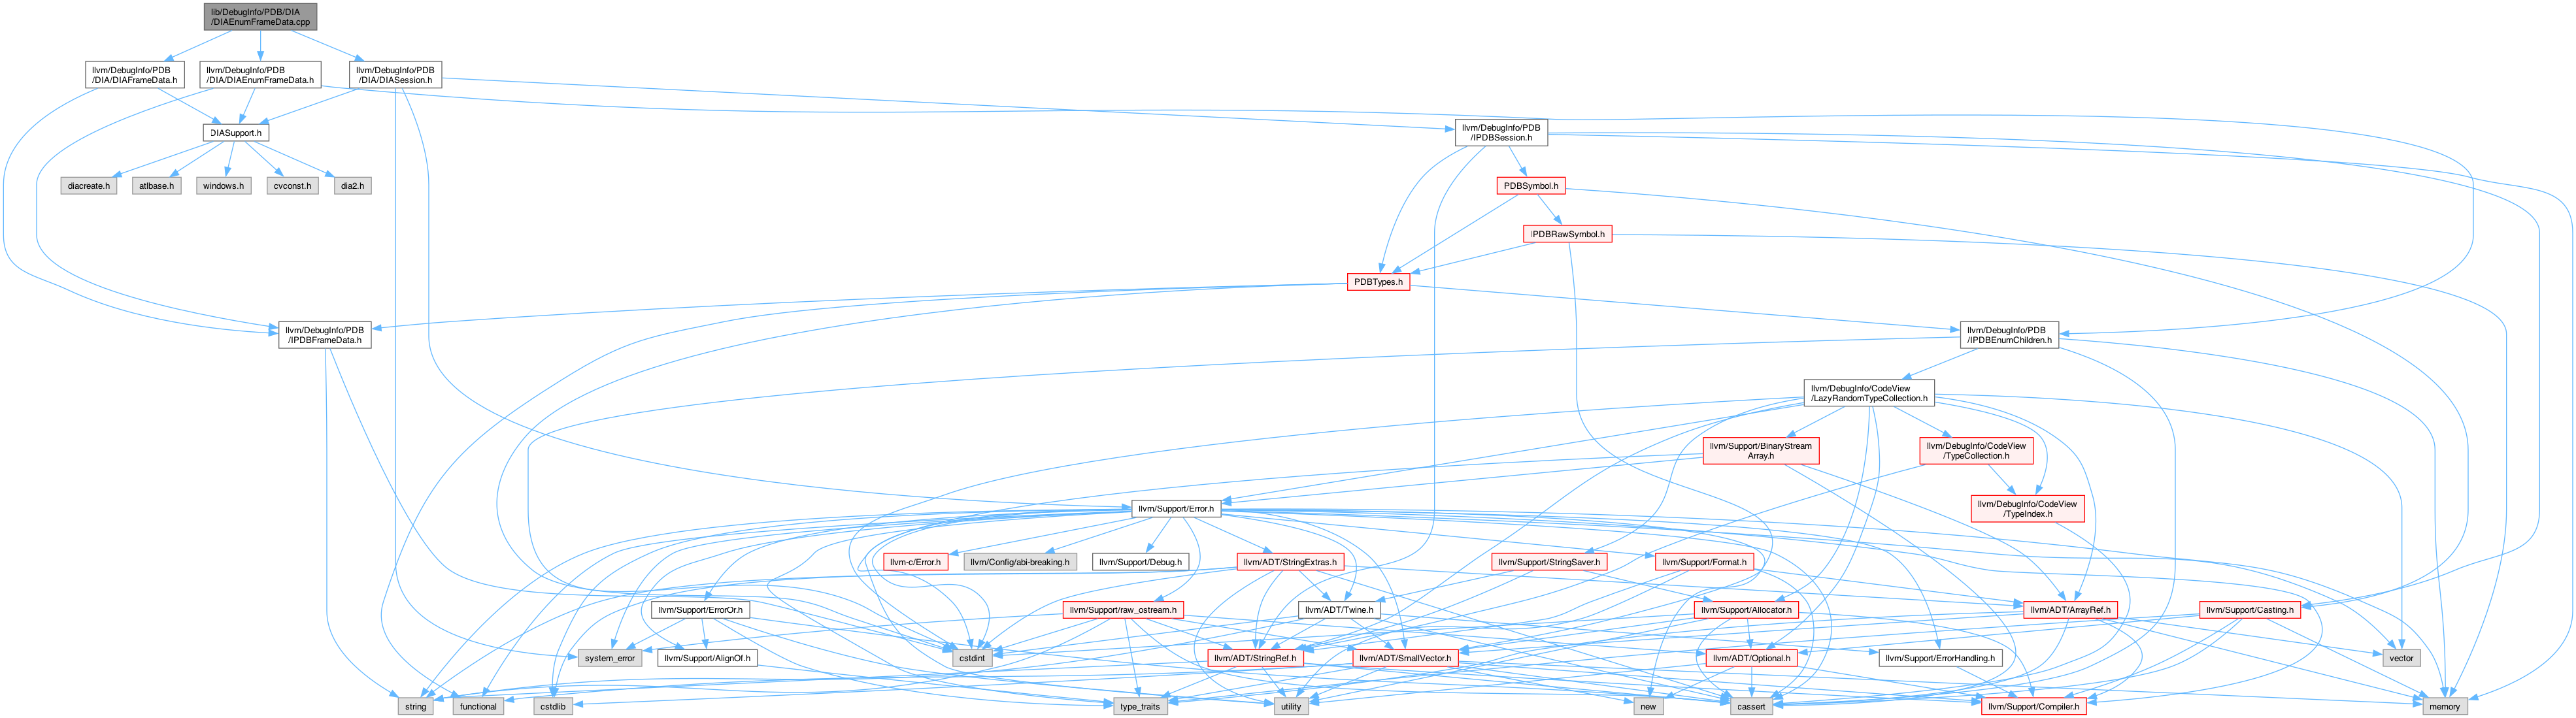 lib/DebugInfo/PDB/DIA
/DIAEnumFrameData.cpp
llvm/DebugInfo/PDB
/DIA/DIAFrameData.h
llvm/DebugInfo/PDB
/DIA/DIAEnumFrameData.h
llvm/DebugInfo/PDB
/DIA/DIASession.h
DIASupport.h
llvm/DebugInfo/PDB
/IPDBSession.h
diacreate.h
atlbase.h
windows.h
cvconst.h
dia2.h
PDBSymbol.h
IPDBRawSymbol.h
PDBTypes.h
llvm/DebugInfo/PDB
/IPDBFrameData.h
llvm/DebugInfo/PDB
/IPDBEnumChildren.h
llvm/DebugInfo/CodeView
/LazyRandomTypeCollection.h
llvm/Support/BinaryStream
Array.h
llvm/DebugInfo/CodeView
/TypeCollection.h
llvm/Support/Error.h
llvm/DebugInfo/CodeView
/TypeIndex.h
llvm-c/Error.h
llvm/Config/abi-breaking.h
llvm/Support/Debug.h
llvm/ADT/StringExtras.h
llvm/Support/StringSaver.h
llvm/Support/Format.h
llvm/Support/ErrorOr.h
llvm/Support/raw_ostream.h
llvm/ADT/Twine.h
llvm/Support/Allocator.h
llvm/ADT/ArrayRef.h
llvm/Support/Casting.h
system_error
llvm/Support/AlignOf.h
cstdint
llvm/ADT/StringRef.h
llvm/ADT/SmallVector.h
llvm/ADT/Optional.h
llvm/Support/ErrorHandling.h
vector
string
functional
cstdlib
type_traits
utility
new
cassert
llvm/Support/Compiler.h
memory